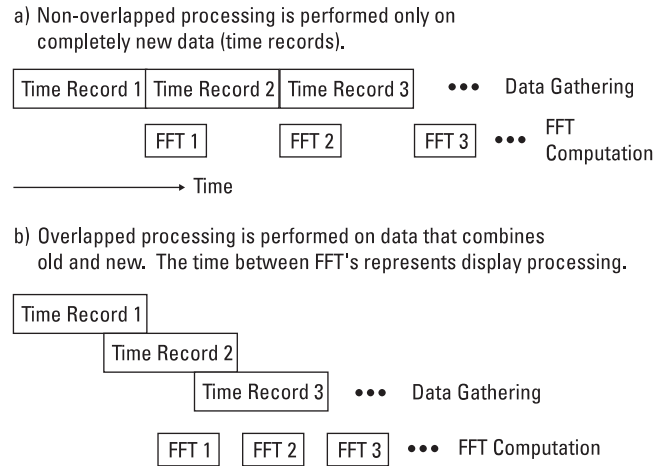 a) Non-overlapped processing is performed only on
completely new data (time records).
Time Record 1 Time Record 2 Time Record 3 ••• Data Gathering
FFT 1 FFT 2 FFT 3 ••• FFT
Computation
Time
b) Overlapped processing is performed on data that combines
old and new. The time between FFT's represents display processing.
Time Record 1
Time Record 2
Time Record 3 ••• Data Gathering
FFT 1 FFT 2 FFT 3 ••• FFT Computation